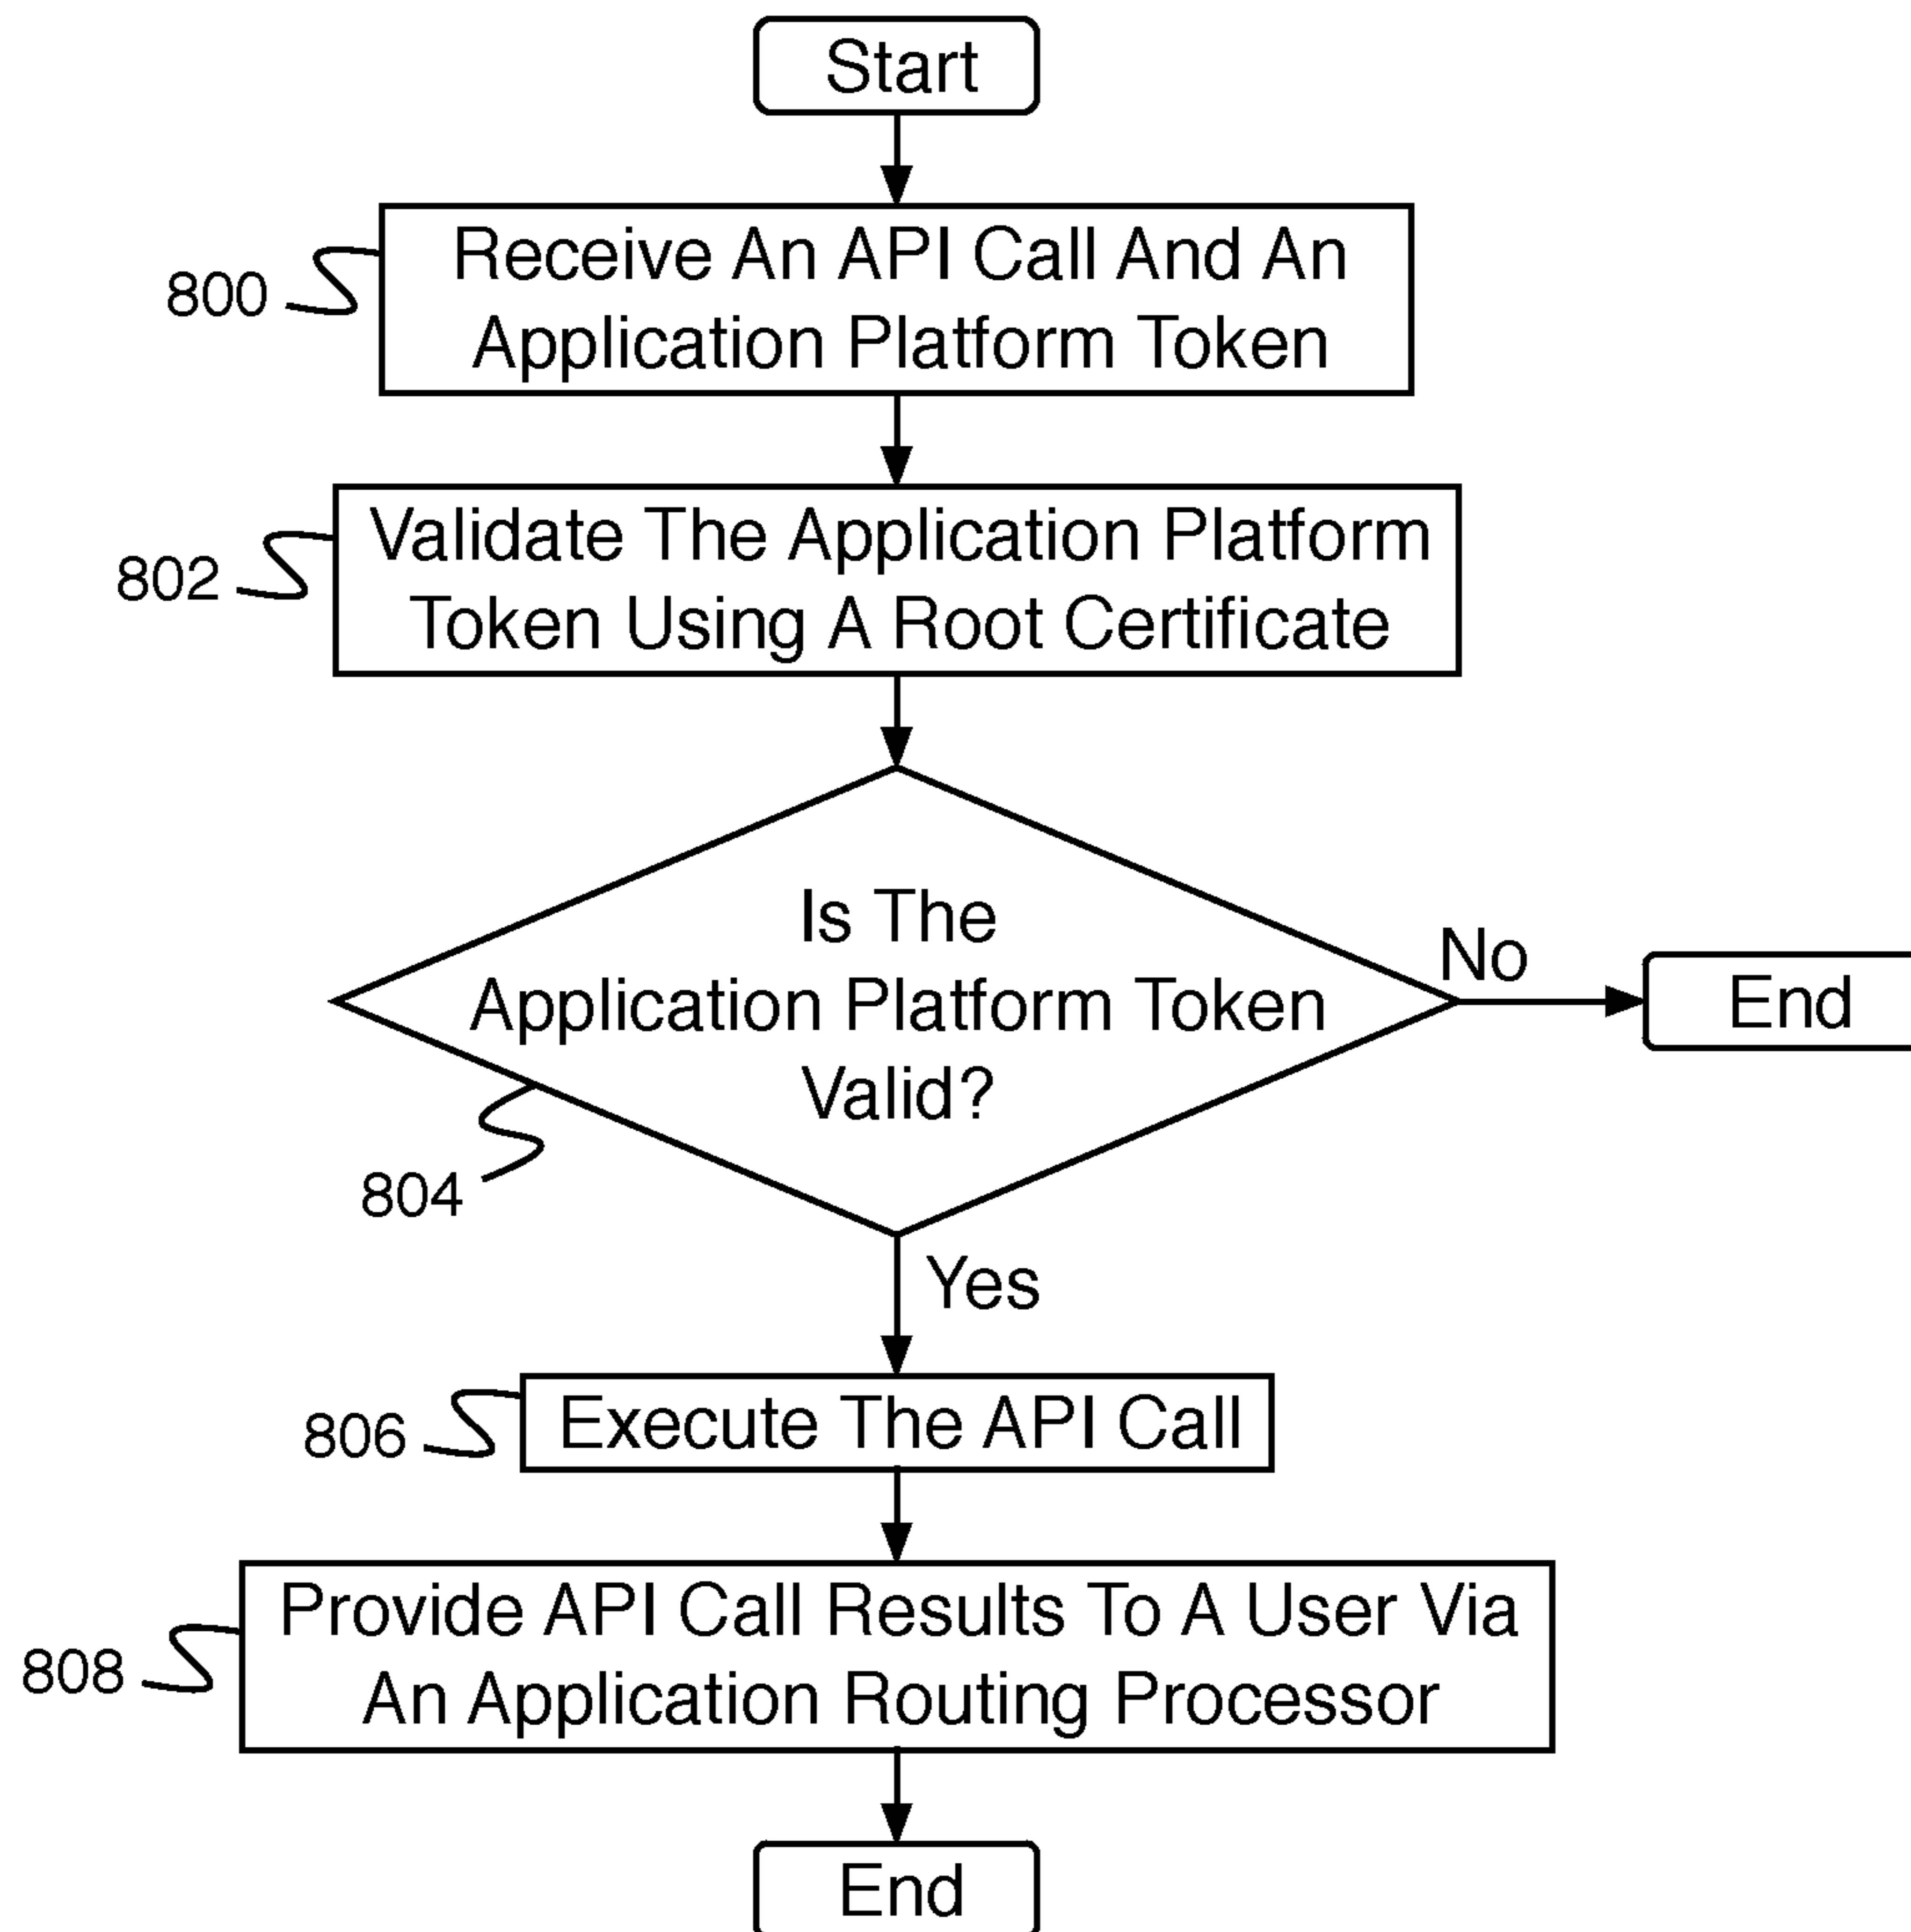 Start
Receive An API Call And An
Application Platform Token
800
Validate The Application Platform
Token Using A Root Certificate
802
Is The
Application Platform Token
Valid?
804
No
End
Yes
Execute The API Call
806
Provide API Call Results To A User Via
An Application Routing Processor
808
End